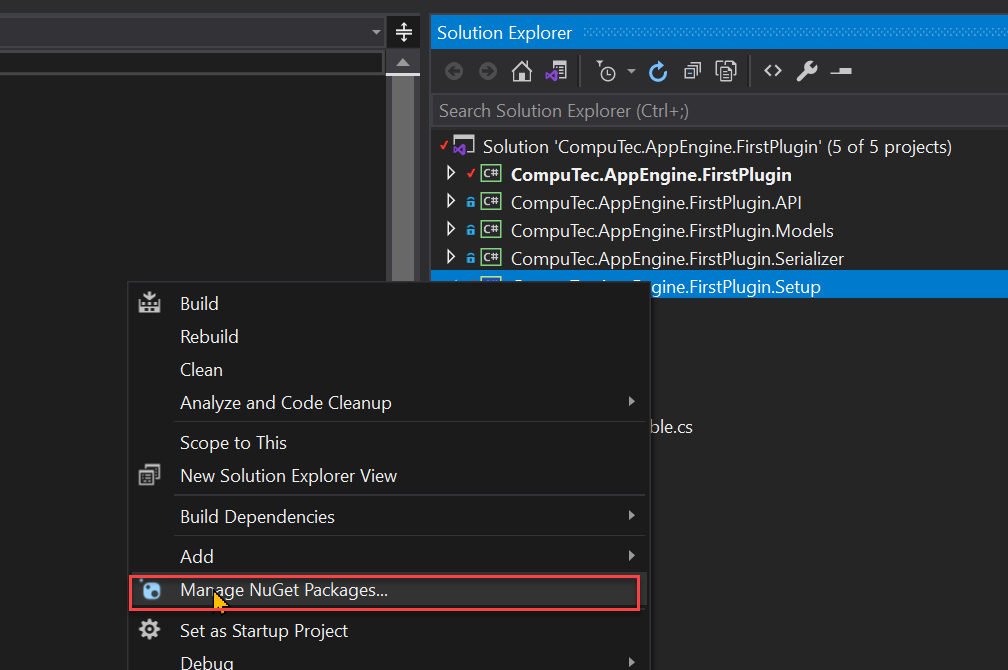 Solution Explorer
Search Solution Explorer (Ctrl+;)
Solution 'CompuTec.AppEngine.FirstPlugin' (5 of 5 projects)
C# CompuTec.AppEngine.FirstPlugin
C# CompuTec.AppEngine.FirstPlugin.API
C# CompuTec.AppEngine.FirstPlugin.Models
C# CompuTec.AppEngine.FirstPlugin.Serializer
gine.FirstPlugin.Setup
ble.cs
Build
Rebuild
Clean
Analyze and Code Cleanup
Scope to This
New Solution Explorer View
Build Dependencies
Add
Manage NuGet Packages...
Set as Startup Project
Debug